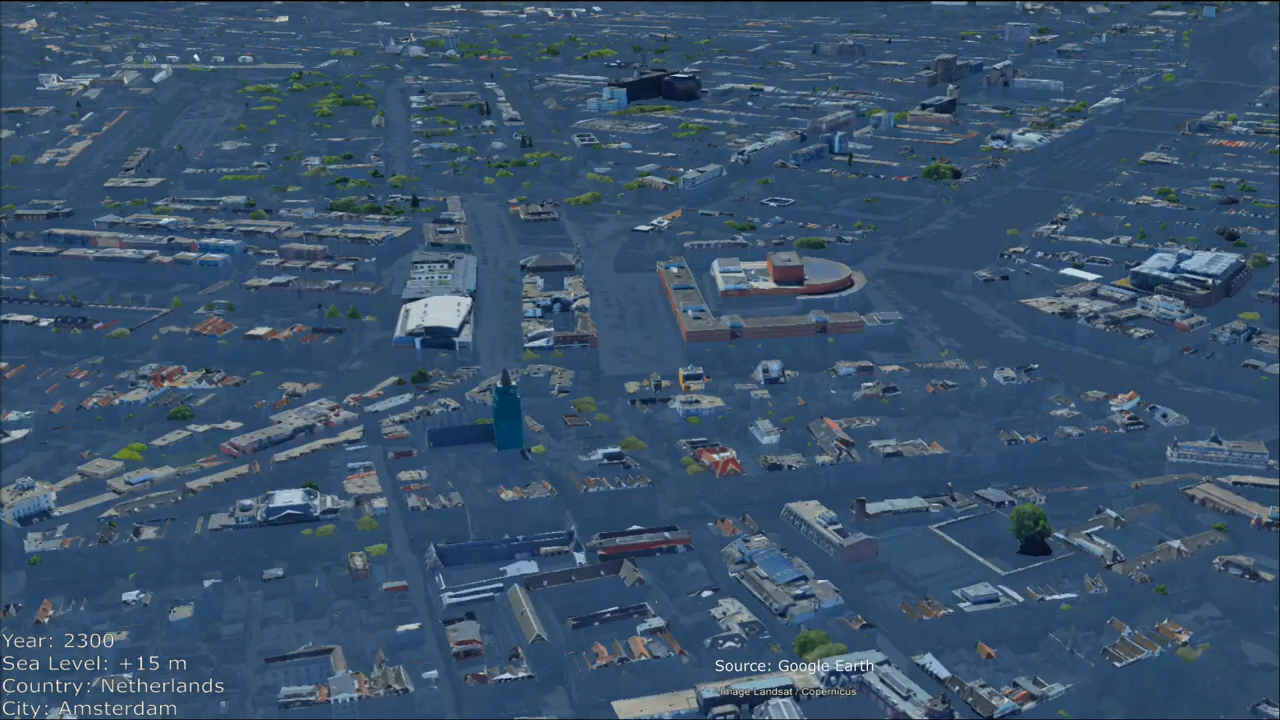 Year: 2300
Sea Level: +15 m
Country: Netherlands
City: Amsterdam
Source: Google Earth
Image Landsat / Copernicus